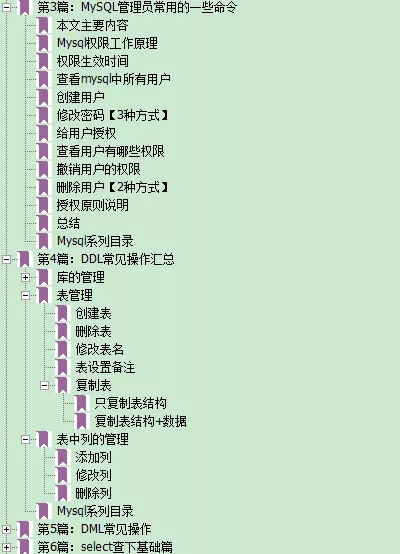 第3篇：MySQL管理员常用的一些命令
本文主要内容
Mysql权限工作原理
权限生效时间
查看mysql中所有用户
创建用户
修改密码【3种方式】
给用户授权
查看用户有哪些权限
撤销用户的权限
删除用户【2种方式】
授权原则说明
总结
Mysql系列目录
第4篇：DDL常见操作汇总
库的管理
表管理
创建表
删除表
修改表名
表设置备注
复制表
只复制表结构
复制表结构+数据
表中列的管理
添加列
修改列
删除列
Mysql系列目录
第5篇：DML常见操作
第6篇：select查下基础篇